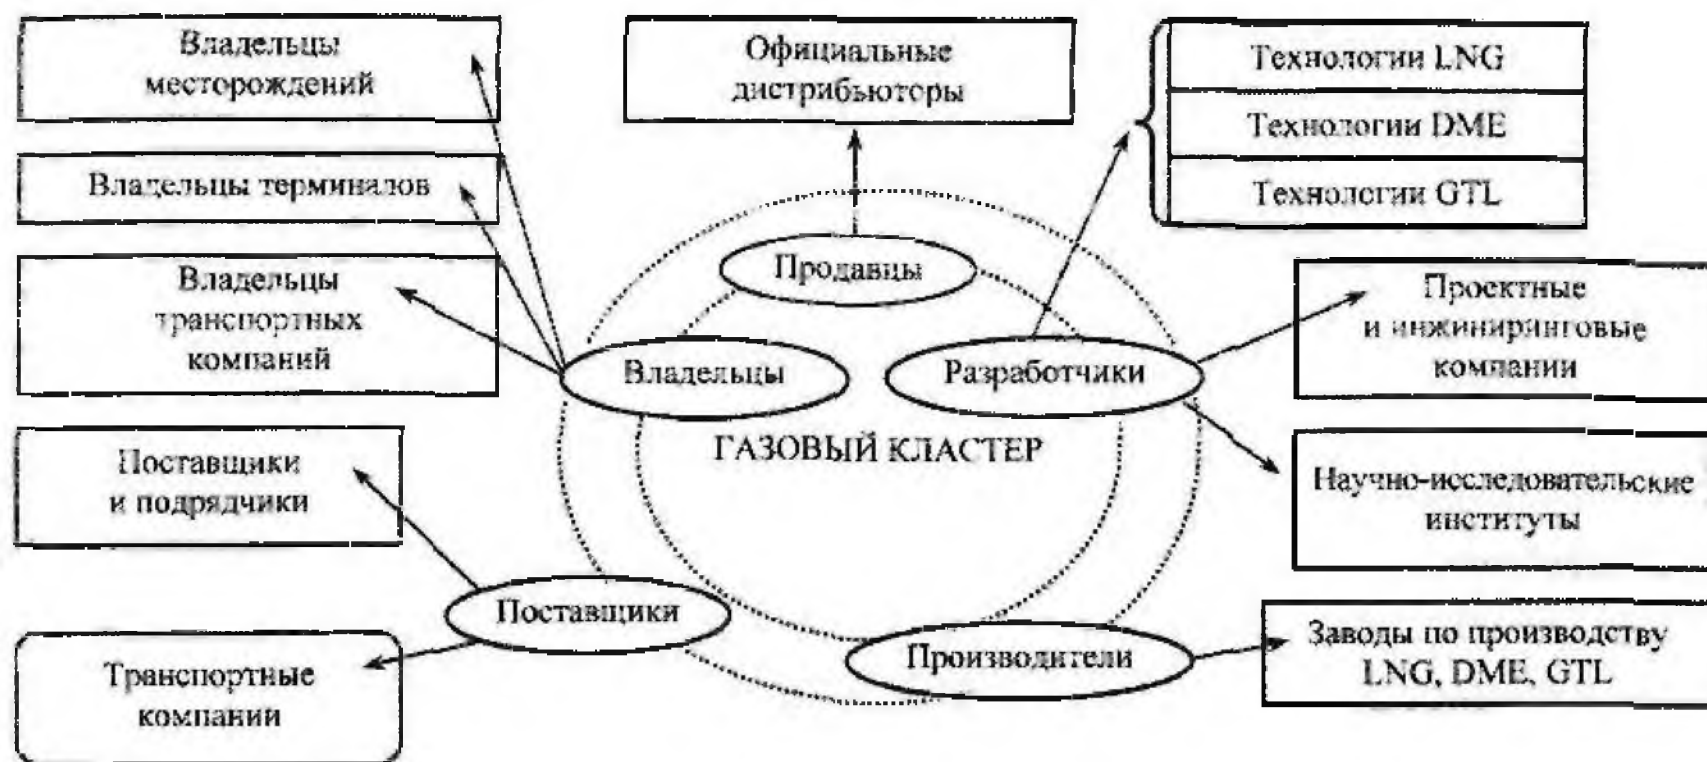 Владельцы
месторождений
Официальные
дистрибьюторы
Технологии LNG
Технологии DME
Технологии GTL
Владельцы терминалов
Владельцы
транспортных
компаний
Продавцы
Проектные
и инжиниринговые
компании
Владельцы
Разработчики
ГАЗОВЫЙ КЛАСТЕР
Поставщики
и подрядчики
Научно-исследовательские
институты
Поставщики
Производители
Заводы по производству
LNG, DME, GTL
Транспортные
компании